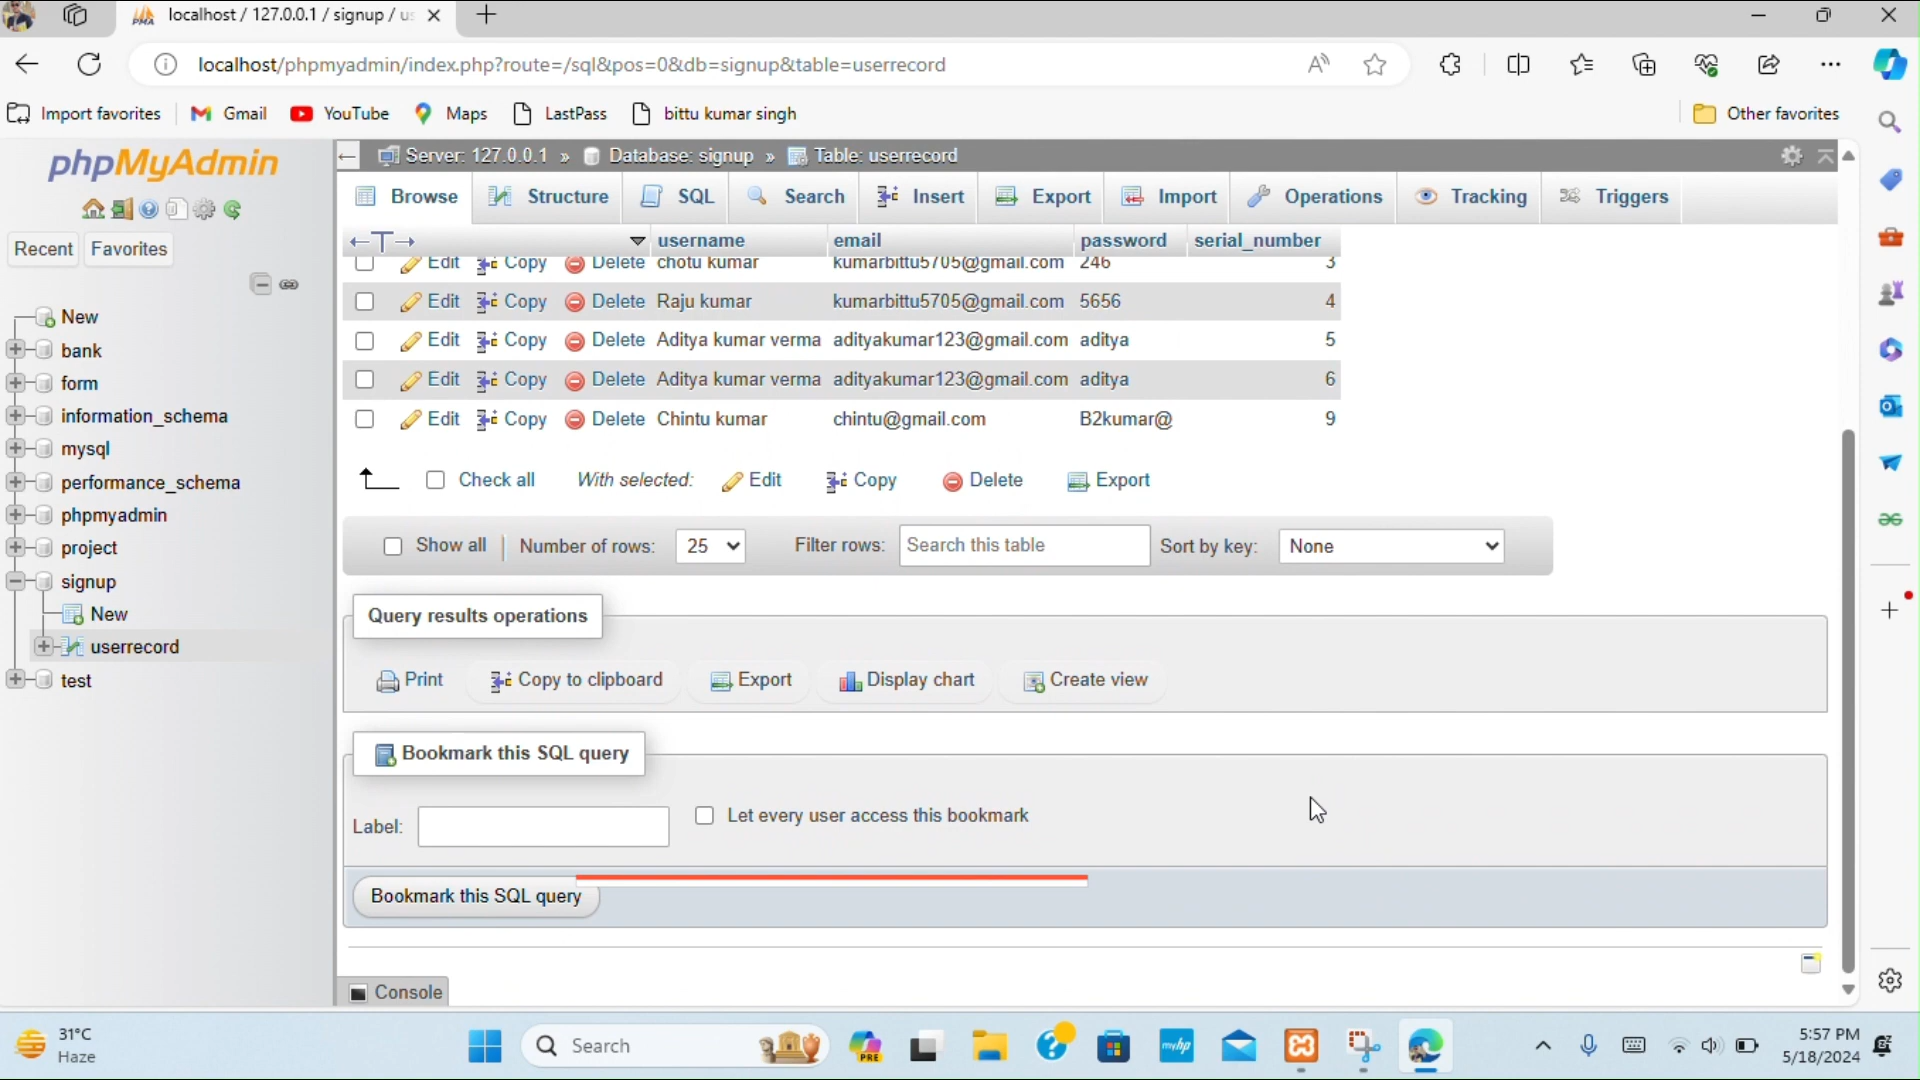 localhost / 127.0.0.1 / signup / us
localhost/phpmyadmin/index.php?route=/sql&pos=0&db=signup&table=userrecord
Import favorites Gmail YouTube Maps LastPass bittu kumar singh Other favorites
phpMyAdmin
Recent Favorites
New
bank
form
information_schema
mysql
performance_schema
phpmyadmin
project
signup
New
userrecord
test
Server: 127.0.0.1 » Database: signup » Table: userrecord
Browse Structure SQL Search Insert Export Import Operations Tracking Triggers
username email password serial_number
Edit Copy Delete chotu kumar kumarbittu5705@gmail.com 246 3
Edit Copy Delete Raju kumar kumarbittu5705@gmail.com 5656 4
Edit Copy Delete Aditya kumar verma adityakumar123@gmail.com aditya 5
Edit Copy Delete Aditya kumar verma adityakumar123@gmail.com aditya 6
Edit Copy Delete Chintu kumar chintu@gmail.com B2kumar@ 9
Check all With selected: Edit Copy Delete Export
Show all Number of rows: 25 Filter rows: Search this table Sort by key: None
Query results operations
Print Copy to clipboard Export Display chart Create view
Bookmark this SQL query
Label: Let every user access this bookmark
Bookmark this SQL query
Console
31°C
Haze
Search
PRE
myhp
5:57 PM
5/18/2024